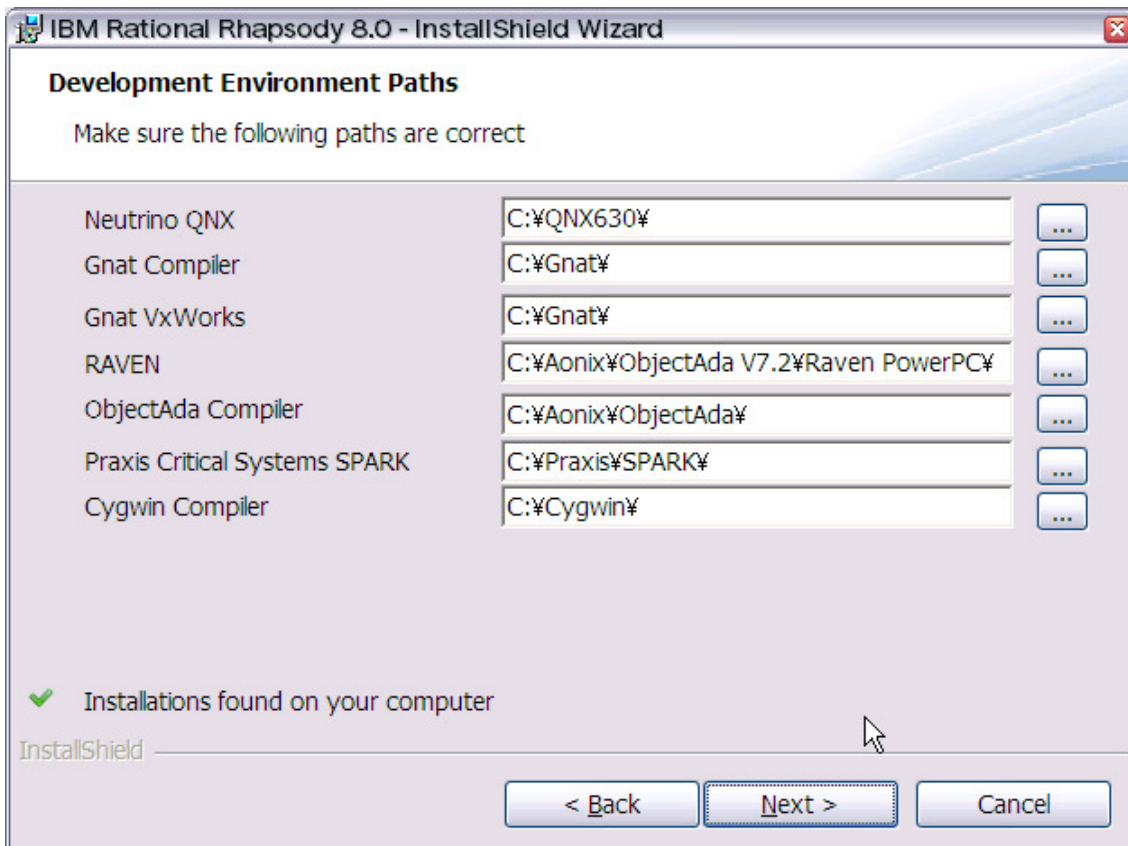 IBM Rational Rhapsody 8.0 - InstallShield Wizard
Development Environment Paths
Make sure the following paths are correct
Neutrino QNX C:¥QNX630¥ ...
Gnat Compiler C:¥Gnat¥ ...
Gnat VxWorks C:¥Gnat¥ ...
RAVEN C:¥Aonix¥ObjectAda V7.2¥Raven PowerPC¥ ...
ObjectAda Compiler C:¥Aonix¥ObjectAda¥ ...
Praxis Critical Systems SPARK C:¥Praxis¥SPARK¥ ...
Cygwin Compiler C:¥Cygwin¥ ...
Installations found on your computer
InstallShield
< Back Next > Cancel